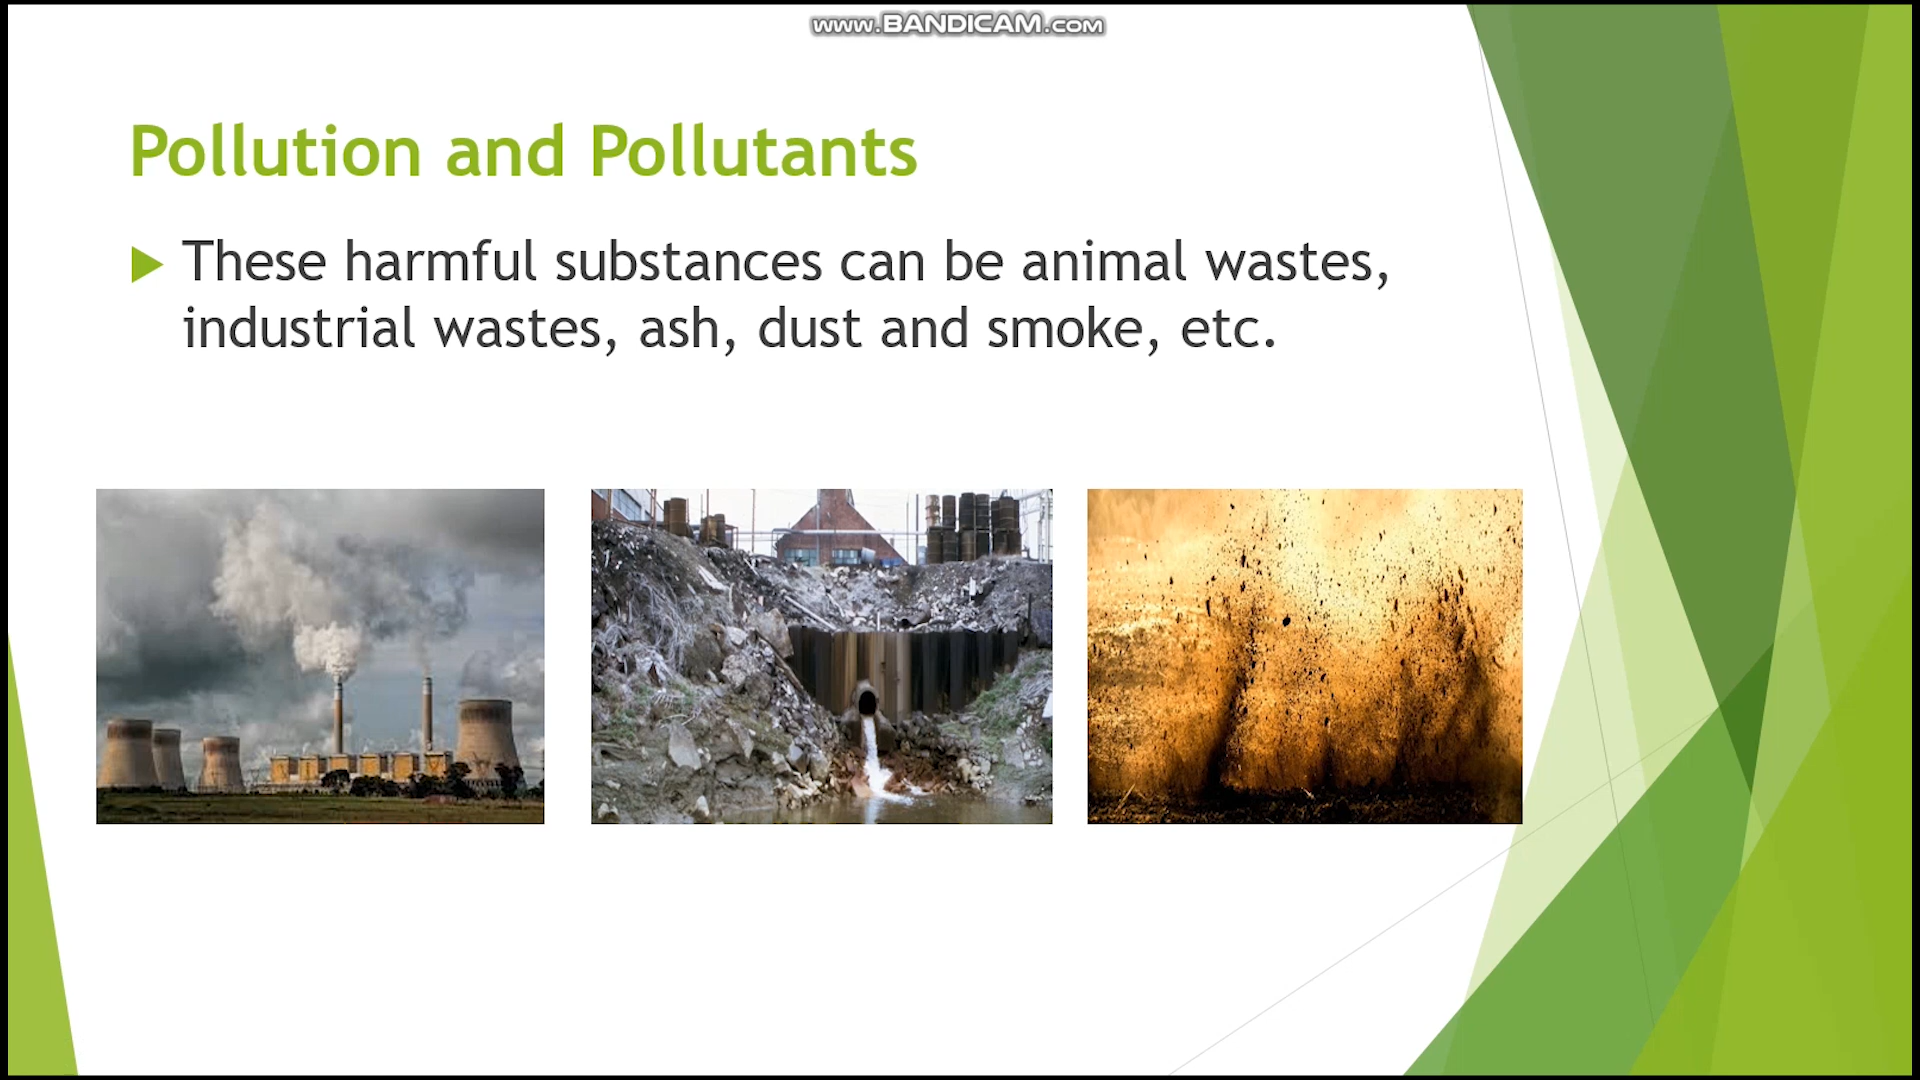 www.BANDICAM.com
Pollution and Pollutants
These harmful substances can be animal wastes,
industrial wastes, ash, dust and smoke, etc.